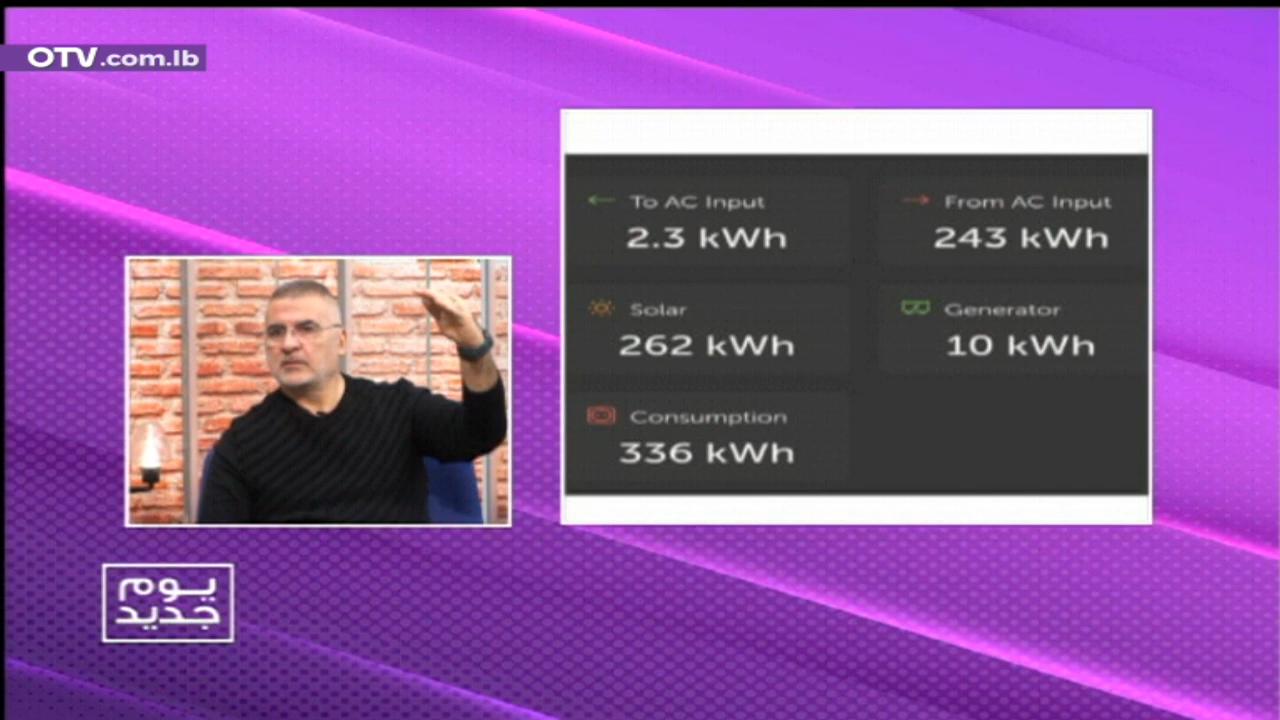 OTV.com.lb
To AC Input
2.3 kWh
From AC Input
243 kWh
Solar
262 kWh
Generator
10 kWh
Consumption
336 kWh
يوم
جديد